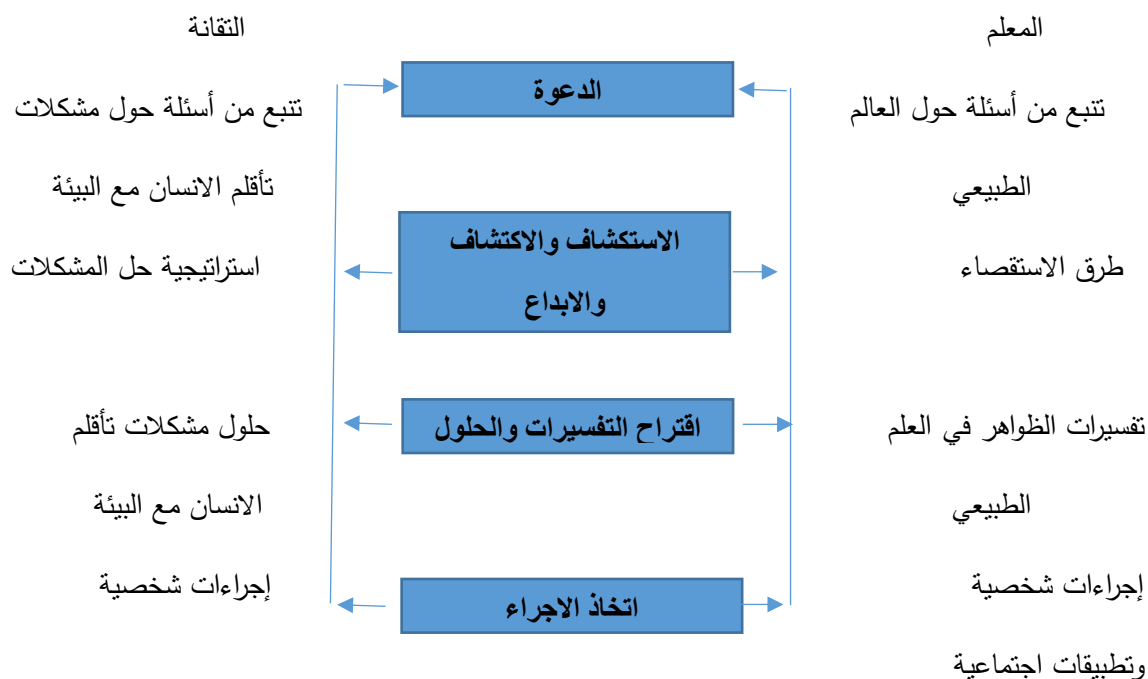 المعلم
التقانة
الدعوة
تتبع من أسئلة حول العالم
تتبع من أسئلة حول مشكلات
الطبيعي
تأقلم الانسان مع البيئة
الاستكشاف والاكتشاف
والابداع
طرق الاستقصاء
استراتيجية حل المشكلات
تفسيرات الظواهر في العلم
اقتراح التفسيرات والحلول
حلول مشكلات تأقلم
الطبيعي
الانسان مع البيئة
إجراءات شخصية
اتخاذ الاجراء
إجراءات شخصية
وتطبيقات اجتماعية